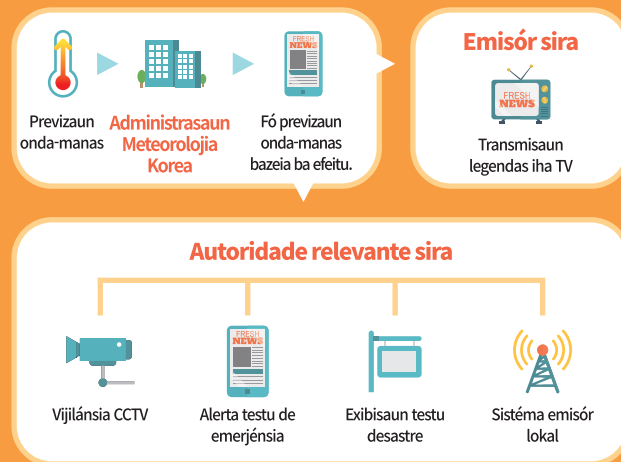 FRESH
NEWS
Previzaun
onda-manas
Administrasaun
Meteorolojia
Korea
Fó previzaun
onda-manas
bazeia ba efeitu.
Emisór sira
FRESH
NEWS
Transmisaun
legendas iha TV
Autoridade relevante sira
FRESH
NEWS
Vijilánsia CCTV
Alerta testu de
emerjénsia
Exibisaun testu
desastre
Sistéma emisór
lokal